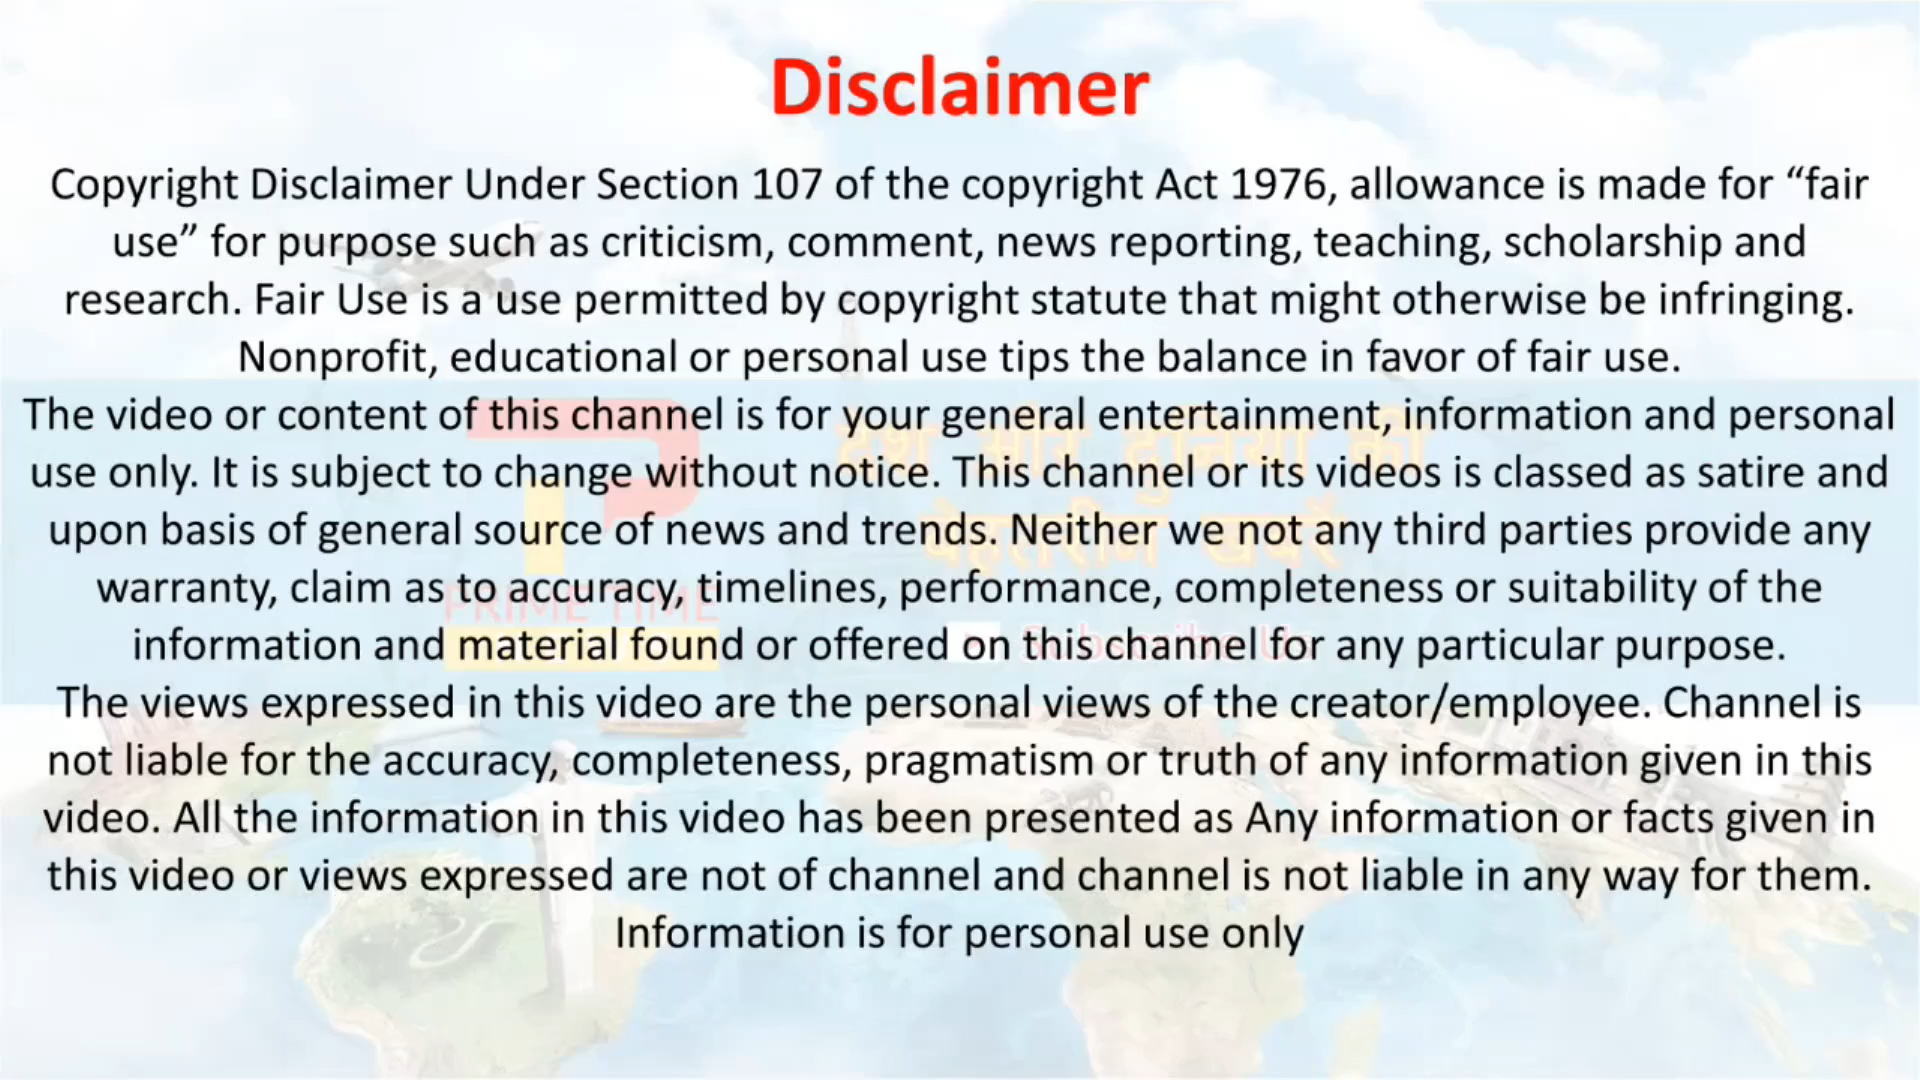 Disclaimer
Copyright Disclaimer Under Section 107 of the copyright Act 1976, allowance is made for “fair
use” for purpose such as criticism, comment, news reporting, teaching, scholarship and
research. Fair Use is a use permitted by copyright statute that might otherwise be infringing.
Nonprofit, educational or personal use tips the balance in favor of fair use.
The video or content of this channel is for your general entertainment, information and personal
use only. It is subject to change without notice. This channel or its videos is classed as satire and
upon basis of general source of news and trends. Neither we not any third parties provide any
warranty, claim as to accuracy, timelines, performance, completeness or suitability of the
information and material found or offered on this channel for any particular purpose.
The views expressed in this video are the personal views of the creator/employee. Channel is
not liable for the accuracy, completeness, pragmatism or truth of any information given in this
video. All the information in this video has been presented as Any information or facts given in
this video or views expressed are not of channel and channel is not liable in any way for them.
Information is for personal use only
देश और दुनिया की
बेहतरीन खबरें
PRIME TIME
Subscribe Us